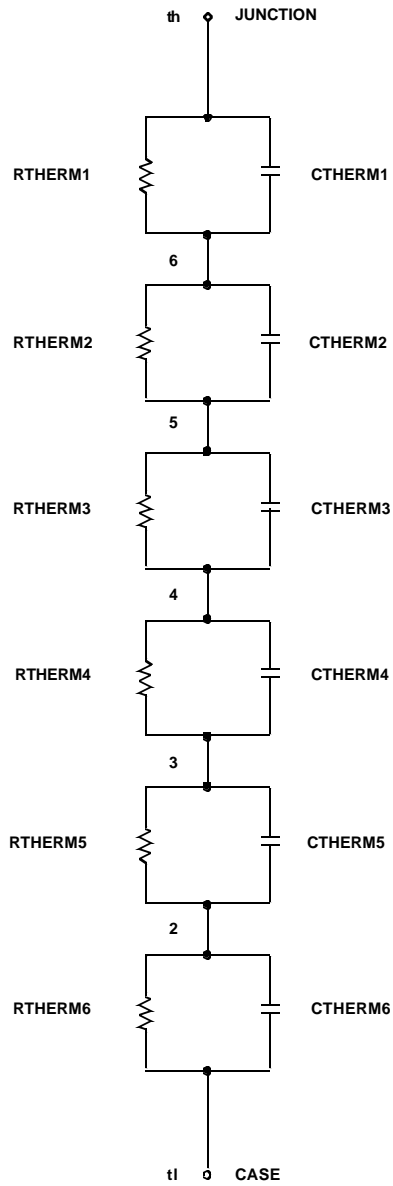 th JUNCTION
RTHERM1 CTHERM1
6
RTHERM2 CTHERM2
5
RTHERM3 CTHERM3
4
RTHERM4 CTHERM4
3
RTHERM5 CTHERM5
2
RTHERM6 CTHERM6
tl CASE